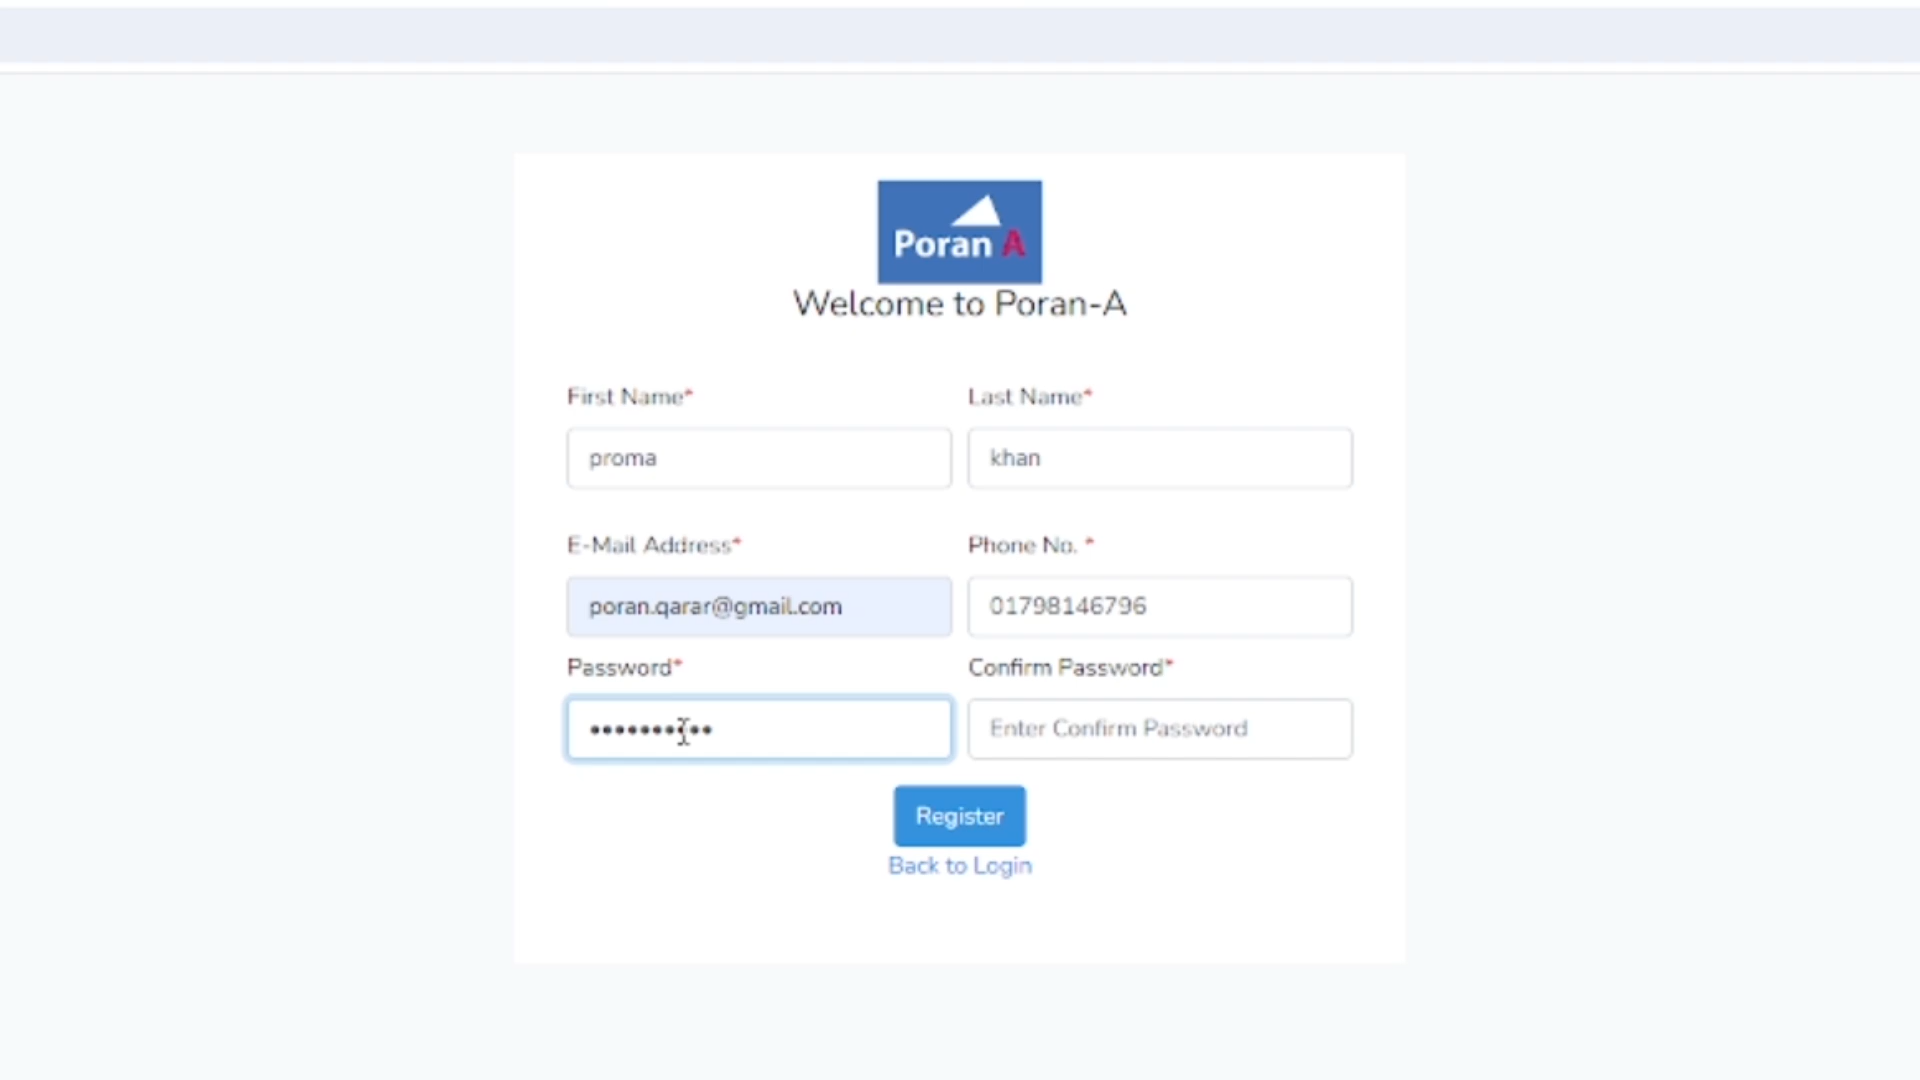 Poran A
Welcome to Poran-A
First Name* Last Name*
proma khan
E-Mail Address* Phone No. *
poran.qarar@gmail.com 01798146796
Password* Confirm Password*
•••••••••• Enter Confirm Password
Register
Back to Login